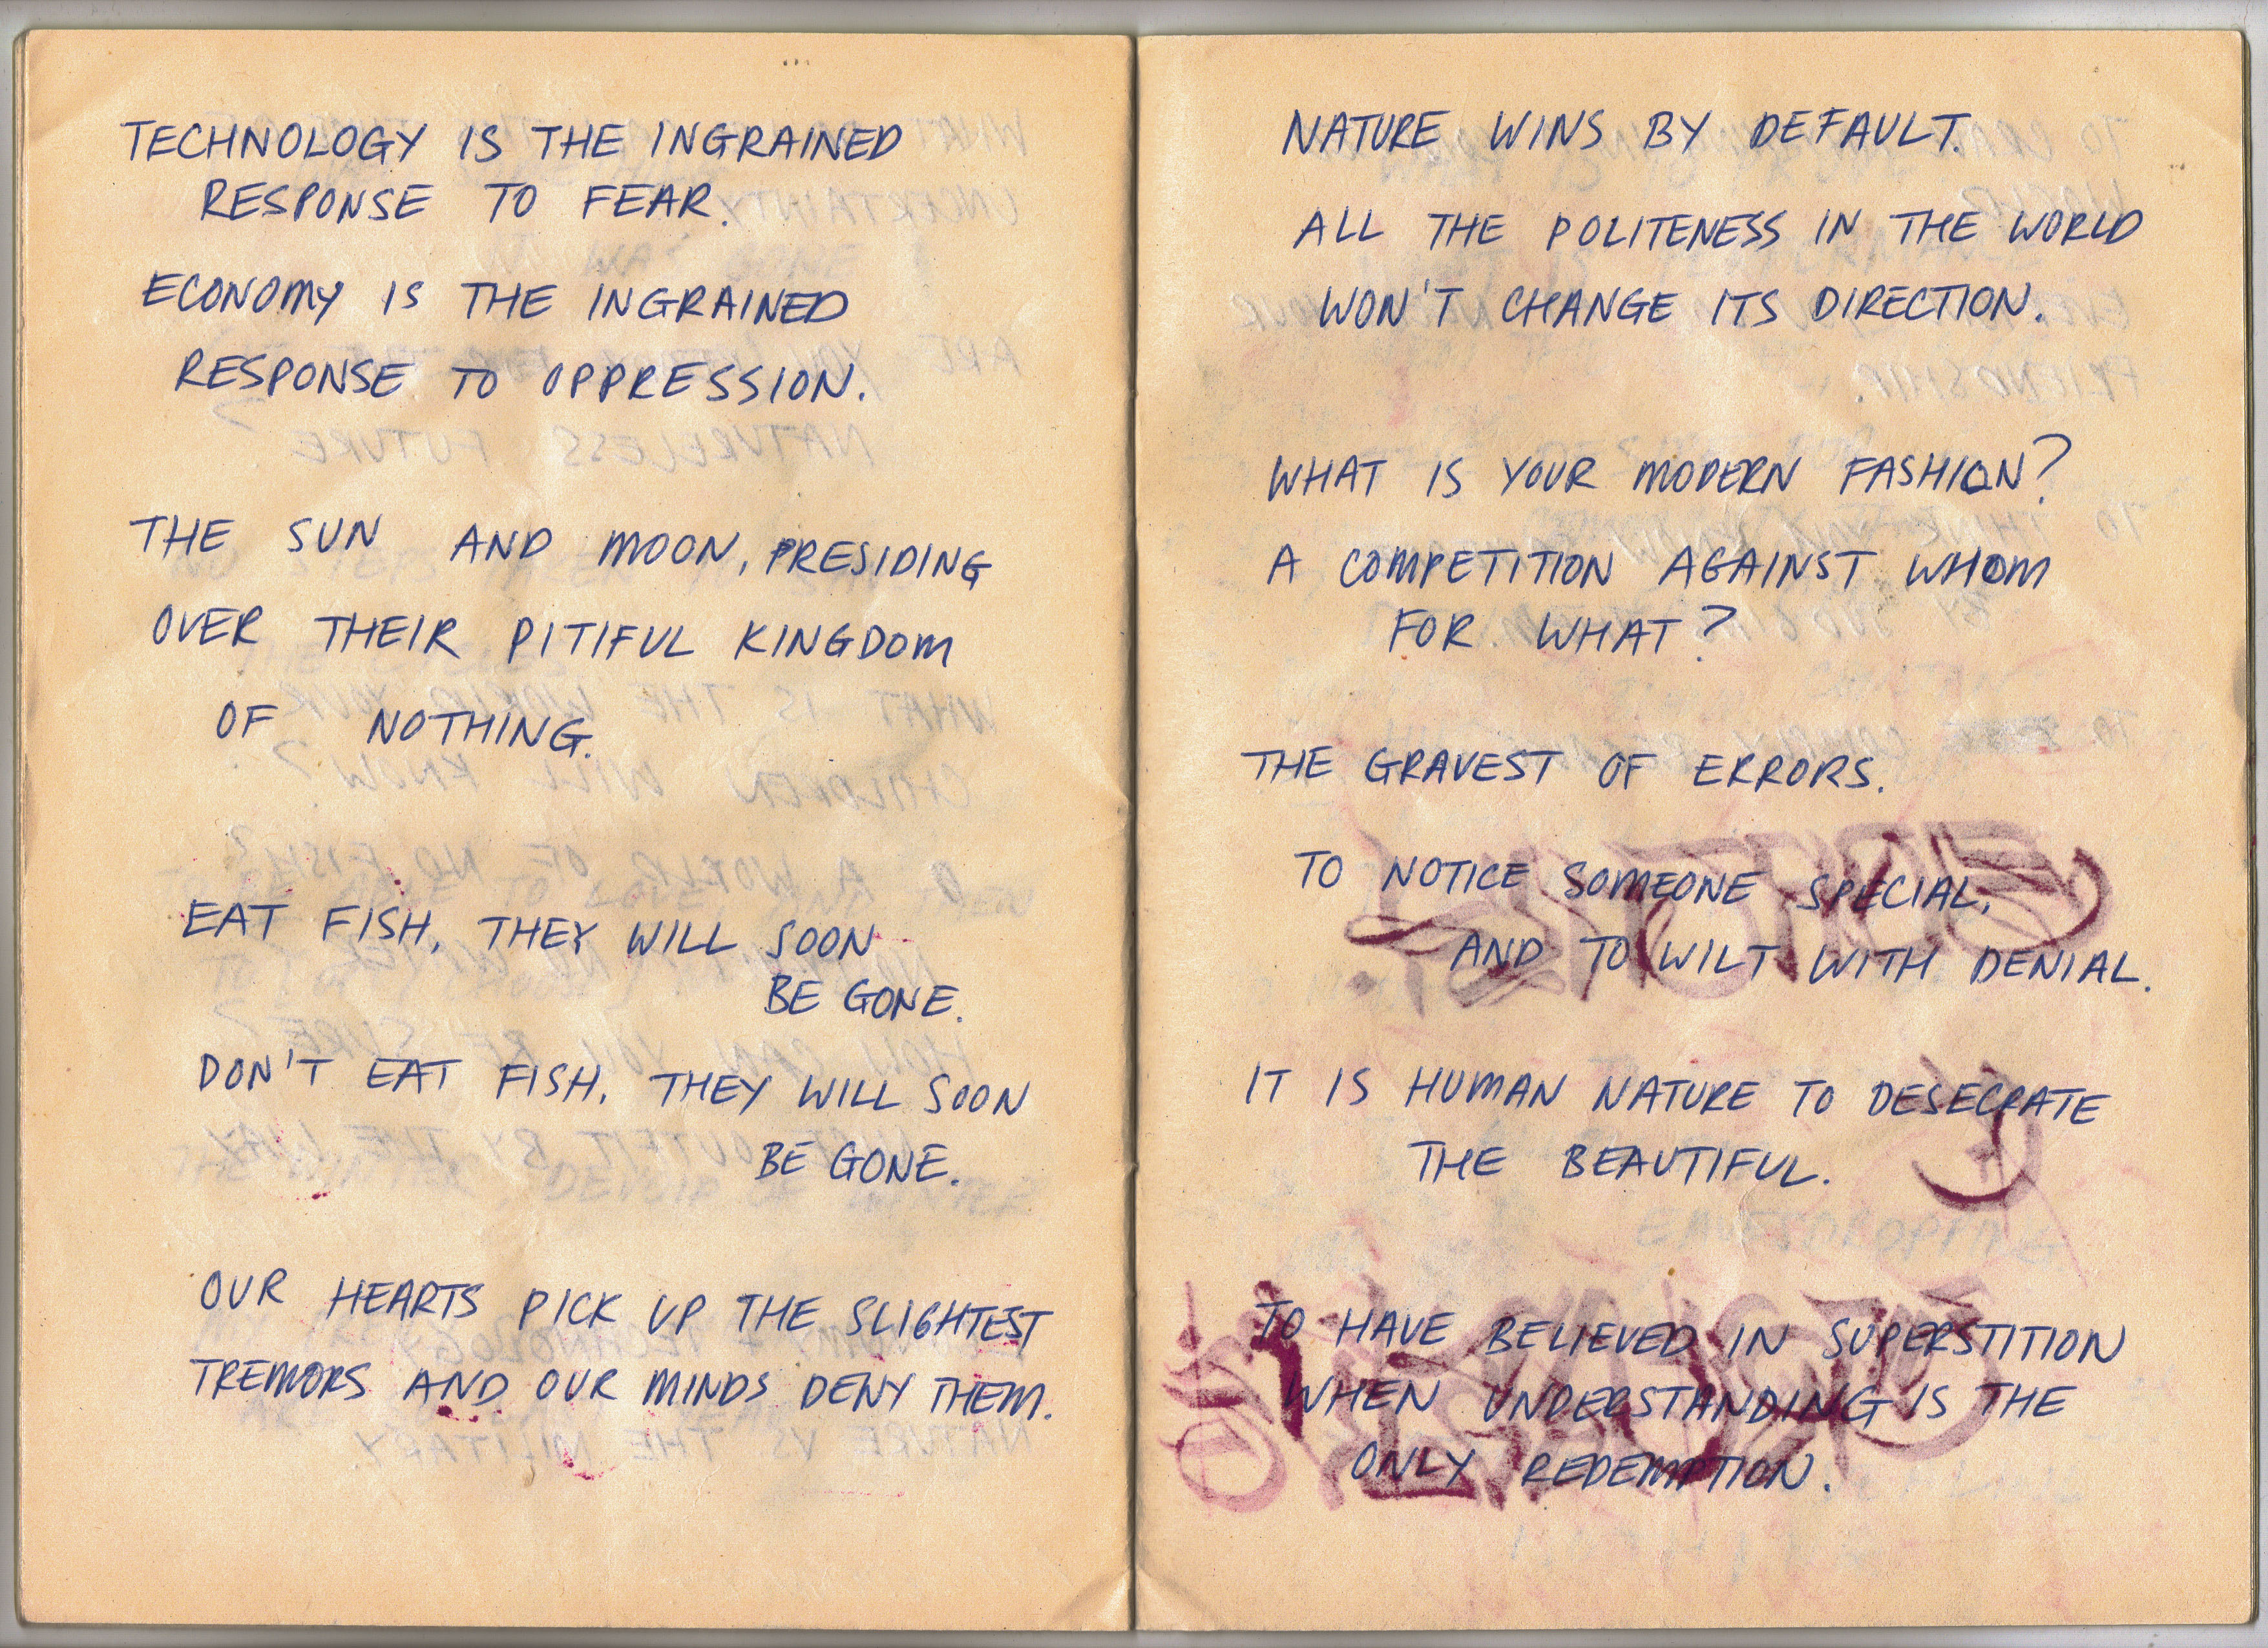 TECHNOLOGY IS THE INGRAINED
RESPONSE TO FEAR.
ECONOMY IS THE INGRAINED
RESPONSE TO OPPRESSION.
THE SUN AND MOON, PRESIDING
OVER THEIR PITIFUL KINGDOM
OF NOTHING.
EAT FISH, THEY WILL SOON
BE GONE.
DON'T EAT FISH. THEY WILL SOON
BE GONE.
OUR HEARTS PICK UP THE SLIGHTEST
TREMORS AND OUR MINDS DENY THEM.
NATURE WINS BY DEFAULT.
ALL THE POLITENESS IN THE WORLD
WON'T CHANGE ITS DIRECTION.
WHAT IS YOUR MODERN FASHION?
A COMPETITION AGAINST WHOM
FOR WHAT?
THE GRAVEST OF ERRORS.
TO NOTICE SOMEONE SPECIAL,
AND TO WILT WITH DENIAL.
IT IS HUMAN NATURE TO DESECRATE
THE BEAUTIFUL.
TO HAVE BELIEVED IN SUPERSTITION
WHEN UNDERSTANDING IS THE
ONLY REDEMPTION.